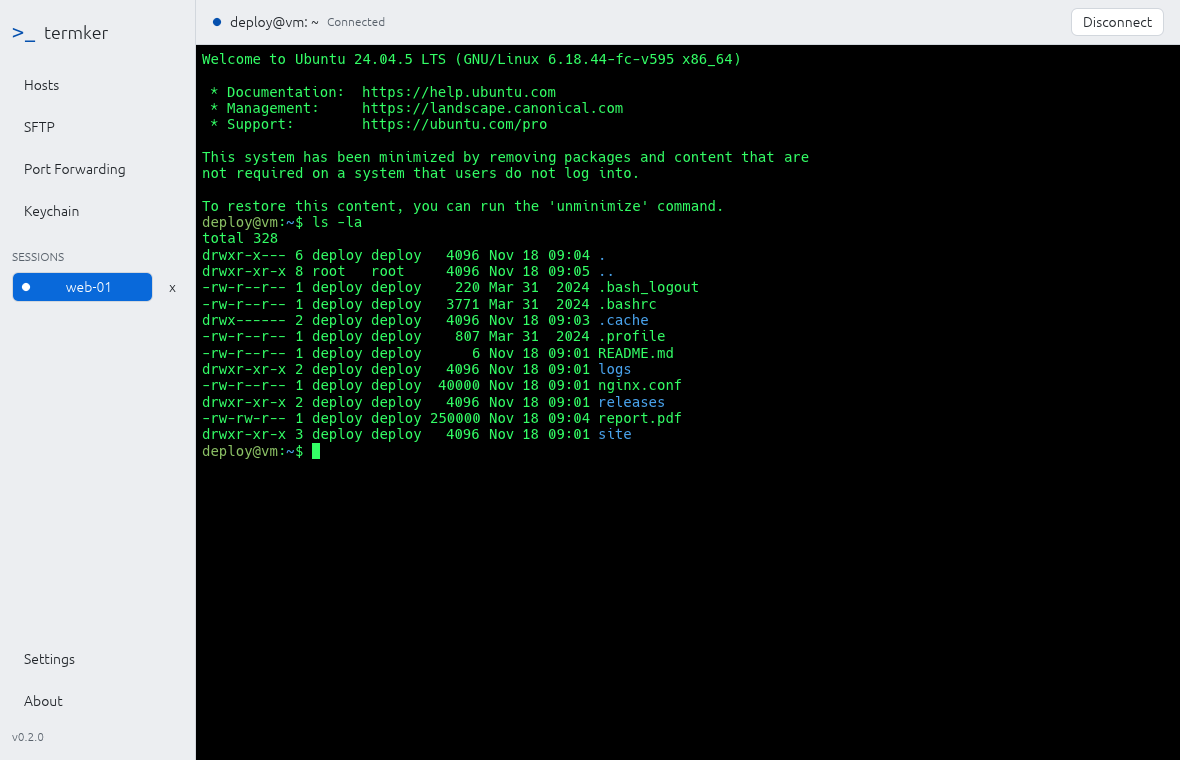 >_ termker
Hosts
SFTP
Port Forwarding
Keychain
SESSIONS
web-01 x
Settings
About
v0.2.0
deploy@vm: ~ Connected Disconnect
Welcome to Ubuntu 24.04.5 LTS (GNU/Linux 6.18.44-fc-v595 x86_64)
* Documentation:  https://help.ubuntu.com
* Management:     https://landscape.canonical.com
* Support:        https://ubuntu.com/pro
This system has been minimized by removing packages and content that are
not required on a system that users do not log into.
To restore this content, you can run the 'unminimize' command.
deploy@vm:~$ ls -la
total 328
drwxr-x--- 6 deploy deploy   4096 Nov 18 09:04 .
drwxr-xr-x 8 root   root     4096 Nov 18 09:05 ..
-rw-r--r-- 1 deploy deploy    220 Mar 31  2024 .bash_logout
-rw-r--r-- 1 deploy deploy   3771 Mar 31  2024 .bashrc
drwx------ 2 deploy deploy   4096 Nov 18 09:03 .cache
-rw-r--r-- 1 deploy deploy    807 Mar 31  2024 .profile
-rw-r--r-- 1 deploy deploy      6 Nov 18 09:01 README.md
drwxr-xr-x 2 deploy deploy   4096 Nov 18 09:01 logs
-rw-r--r-- 1 deploy deploy  40000 Nov 18 09:01 nginx.conf
drwxr-xr-x 2 deploy deploy   4096 Nov 18 09:01 releases
-rw-rw-r-- 1 deploy deploy 250000 Nov 18 09:04 report.pdf
drwxr-xr-x 3 deploy deploy   4096 Nov 18 09:01 site
deploy@vm:~$